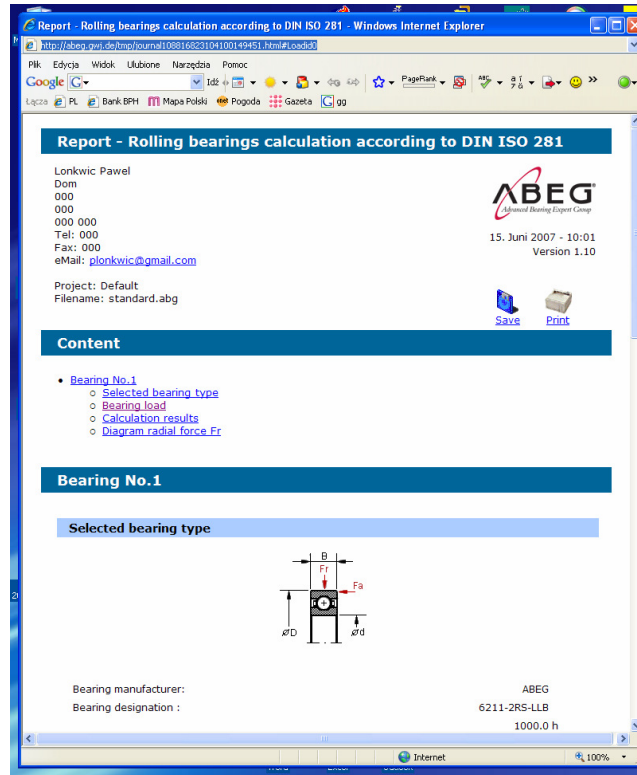 Report - Rolling bearings calculation according to DIN ISO 281 - Windows Internet Explorer
http://abeg.gwj.de/tmp/journal108816823104100149451.html#Loadid0
Plik Edycja Widok Ulubione Narzędzia Pomoc
Google G Idź PageRank ABC
Łącza PL Bank BPH Mapa Polski Pogoda Gazeta gg
Report - Rolling bearings calculation according to DIN ISO 281
Lonkwic Pawel
Dom
000
000
000 000
Tel: 000
Fax: 000
eMail: plonkwic@gmail.com
ABEG
Advanced Bearing Expert Group
15. Juni 2007 - 10:01
Version 1.10
Project: Default
Filename: standard.abg
Save Print
Content
Bearing No.1
Selected bearing type
Bearing load
Calculation results
Diagram radial force Fr
Bearing No.1
Selected bearing type
B
Fr
Fa
øD ød
Bearing manufacturer: ABEG
Bearing designation : 6211-2RS-LLB
1000.0 h
Internet 100%